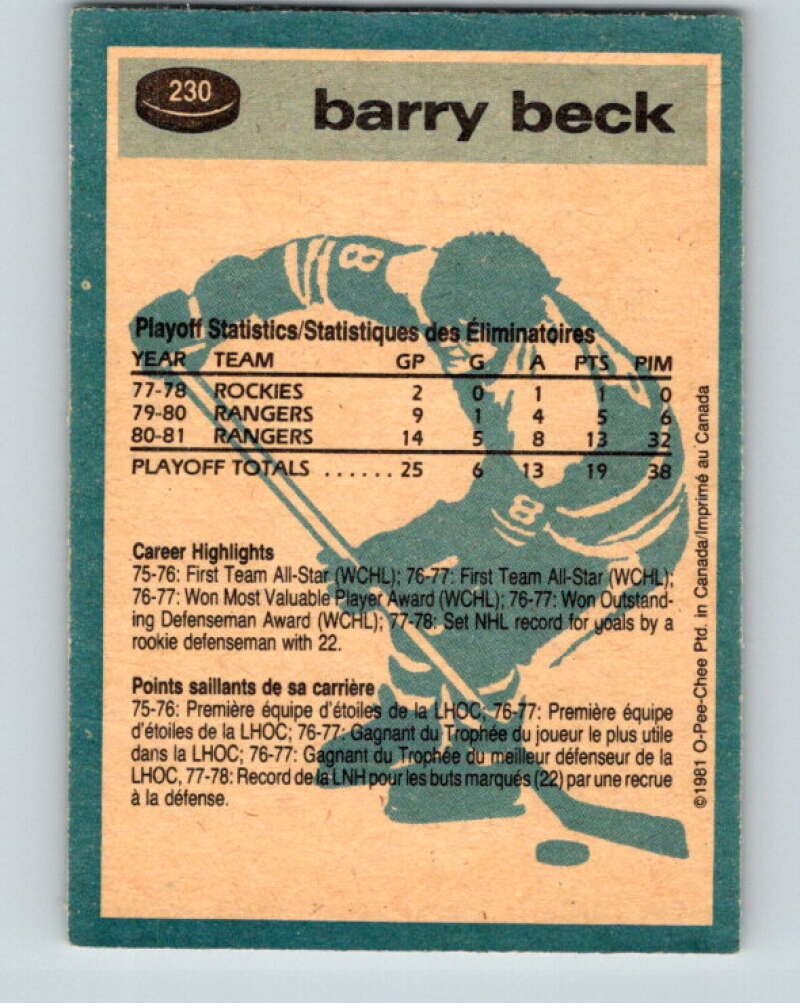 230
barry beck
8
Playoff Statistics/Statistiques des Éliminatoires
YEAR TEAM GP G A PTS PIM
77-78 ROCKIES 2 0 1 1 0
79-80 RANGERS 9 1 4 5 6
80-81 RANGERS 14 5 8 13 32
PLAYOFF TOTALS ...... 25 6 13 19 38
8
Career Highlights
75-76: First Team All-Star (WCHL); 76-77: First Team All-Star (WCHL);
76-77: Won Most Valuable Player Award (WCHL); 76-77: Won Outstand-
ing Defenseman Award (WCHL); 77-78: Set NHL record for goals by a
rookie defenseman with 22.
Points saillants de sa carrière
75-76: Première équipe d'étoiles de la LHOC; 76-77: Première équipe
d'étoiles de la LHOC; 76-77: Gagnant du Trophée du joueur le plus utile
dans la LHOC; 76-77: Gagnant du Trophée du meilleur défenseur de la
LHOC, 77-78: Record de la LNH pour les buts marqués (22) par une recrue
à la défense.
©1981 O-Pee-Chee Ptd. in Canada/Imprimé au Canada